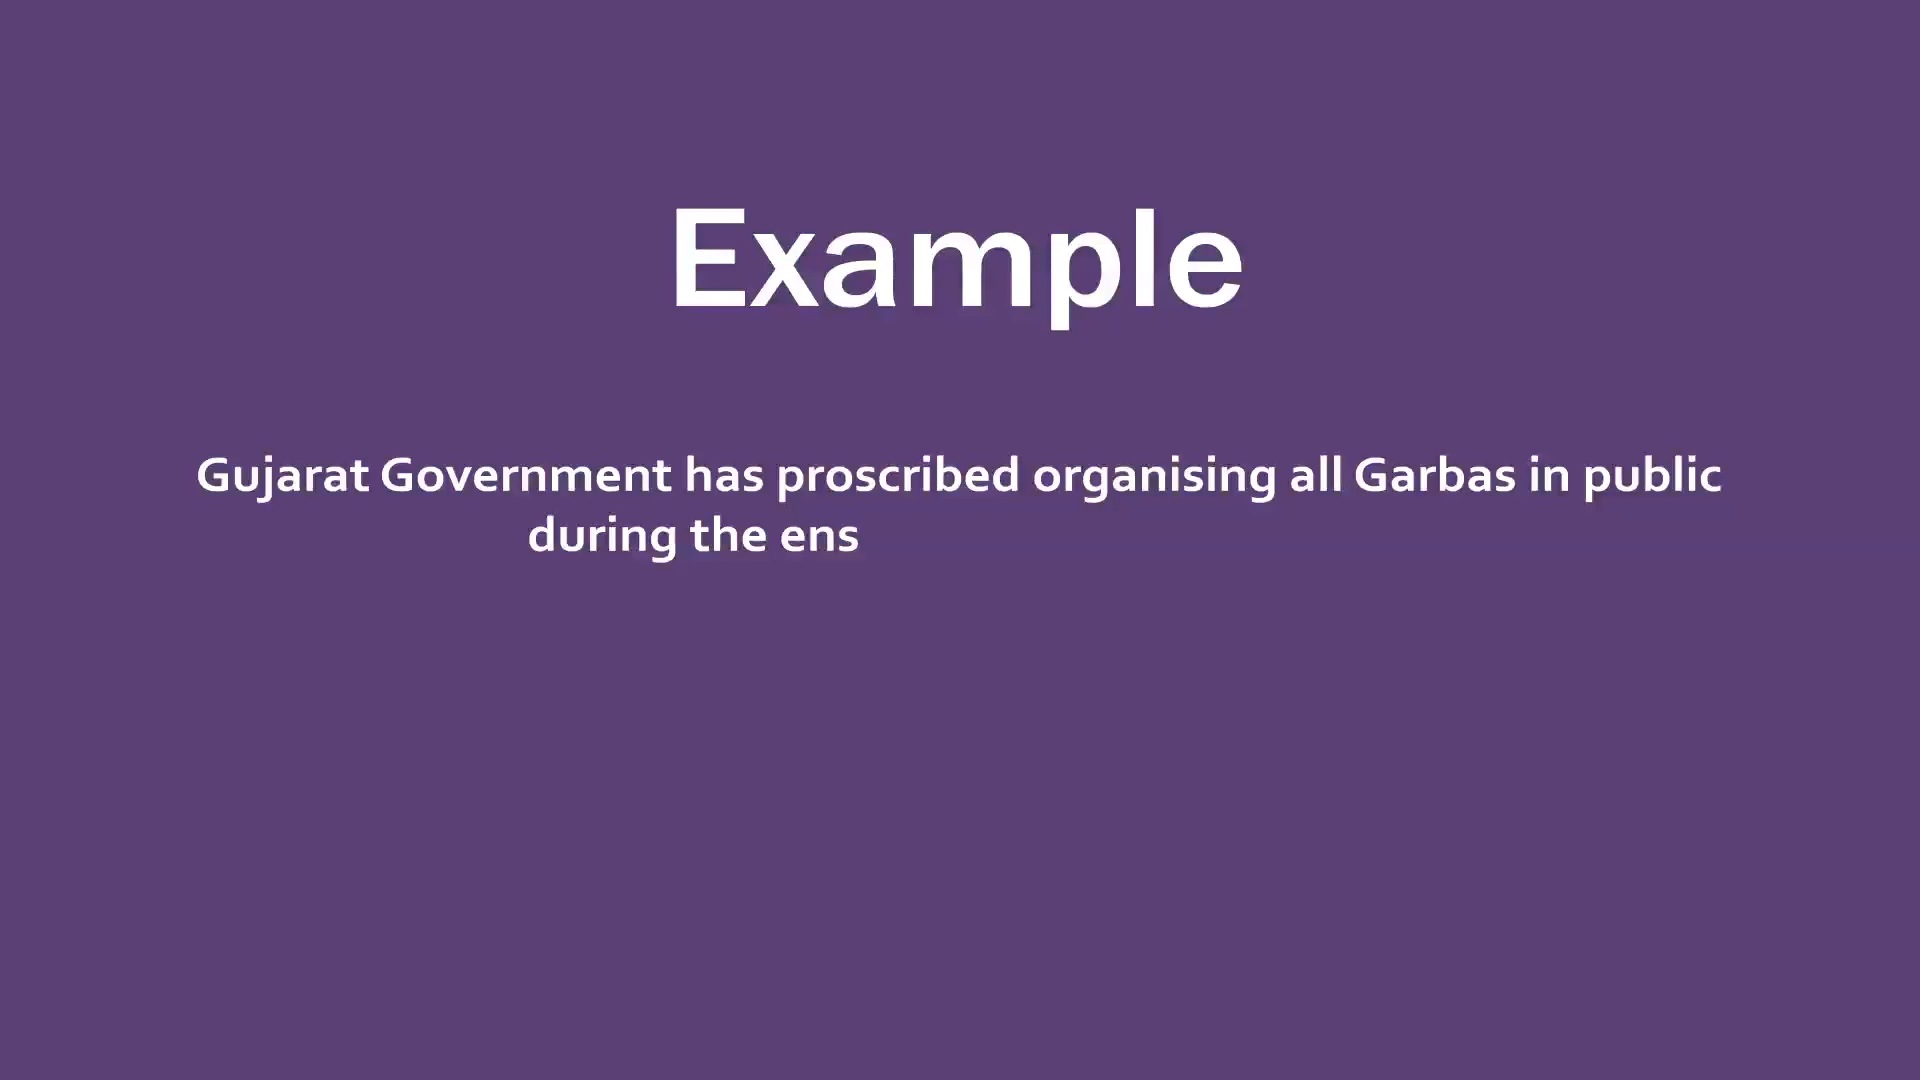 Example
Gujarat Government has proscribed organising all Garbas in public
during the ens